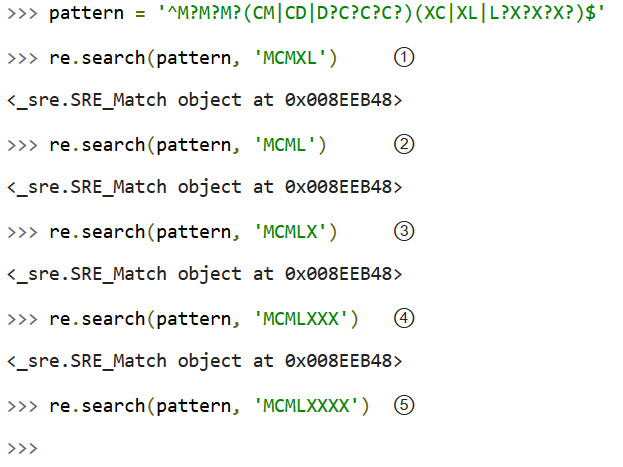 >>> pattern = '^M?M?M?(CM|CD|D?C?C?C?)(XC|XL|L?X?X?X?)$'
>>> re.search(pattern, 'MCMXL') ①
<_sre.SRE_Match object at 0x008EEB48>
>>> re.search(pattern, 'MCML') ②
<_sre.SRE_Match object at 0x008EEB48>
>>> re.search(pattern, 'MCMLX') ③
<_sre.SRE_Match object at 0x008EEB48>
>>> re.search(pattern, 'MCMLXXX') ④
<_sre.SRE_Match object at 0x008EEB48>
>>> re.search(pattern, 'MCMLXXXX') ⑤
>>>